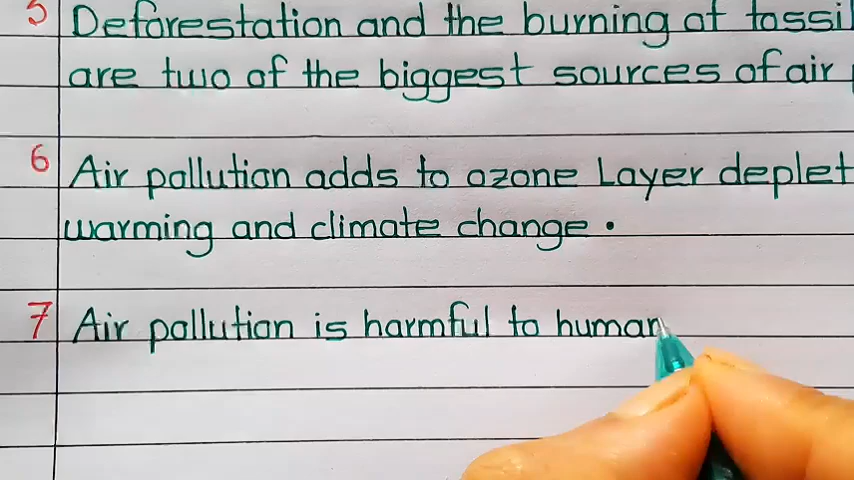 5 Deforestation and the burning of fossil
are two of the biggest sources of air
6 Air pollution adds to ozone Layer deplet
warming and climate change.
7 Air pollution is harmful to human